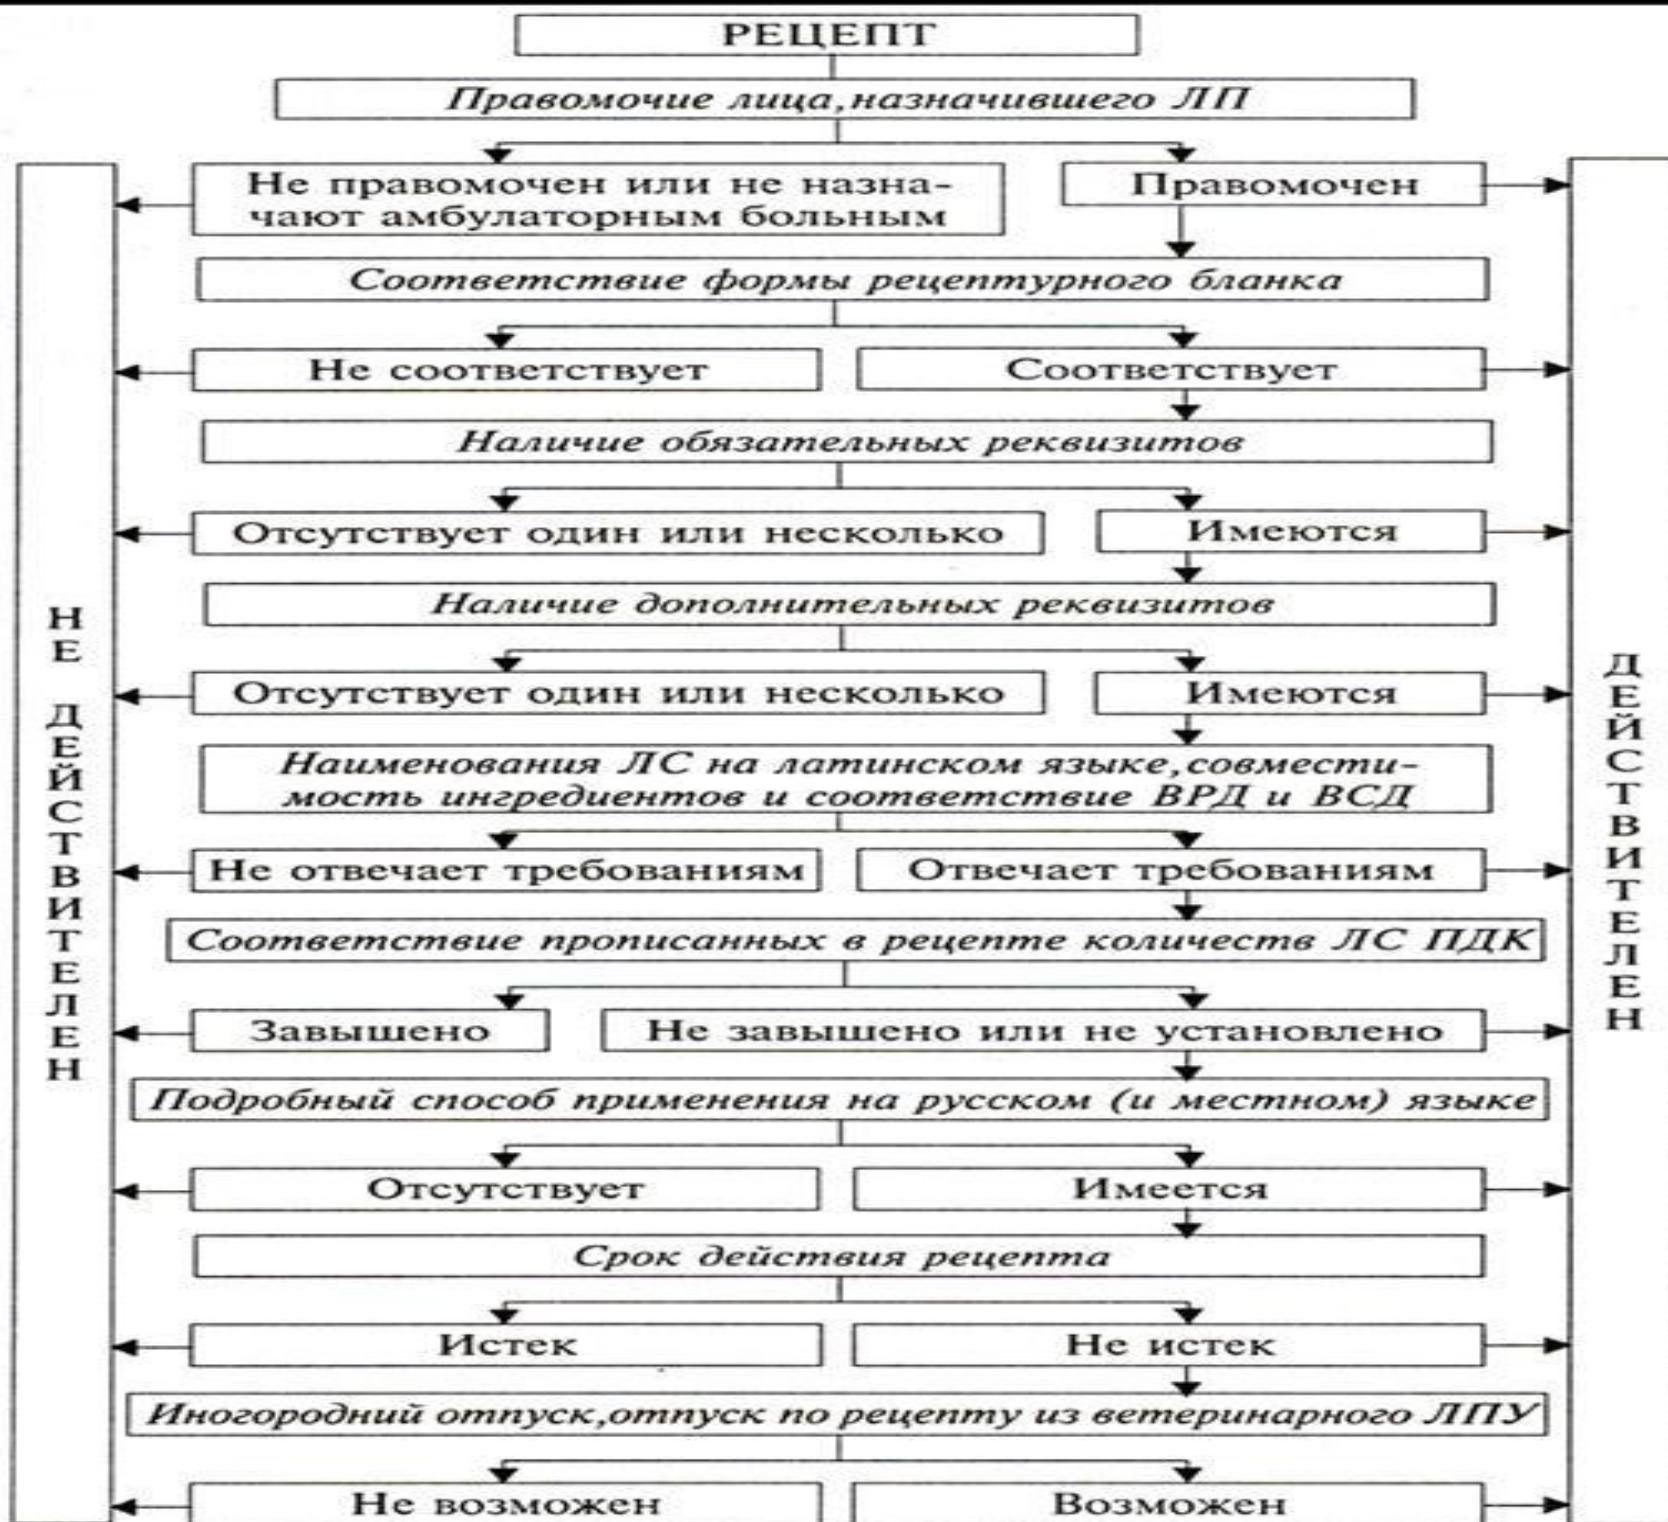 РЕЦЕПТ
Правомочие лица,назначившего ЛП
Не правомочен или не назна-
чают амбулаторным больным
Правомочен
Соответствие формы рецептурного бланка
Не соответствует
Соответствует
Наличие обязательных реквизитов
Отсутствует один или несколько
Имеются
Наличие дополнительных реквизитов
Отсутствует один или несколько
Имеются
Наименования ЛС на латинском языке,совмести-
мость ингредиентов и соответствие ВРД и ВСД
Не отвечает требованиям
Отвечает требованиям
Соответствие прописанных в рецепте количеств ЛС ПДК
Завышено
Не завышено или не установлено
Подробный способ применения на русском (и местном) языке
Отсутствует
Имеется
Срок действия рецепта
Истек
Не истек
Иногородний отпуск,отпуск по рецепту из ветеринарного ЛПУ
Не возможен
Возможен
НЕ ДЕЙСТВИТЕЛЕН
ДЕЙСТВИТЕЛЕН